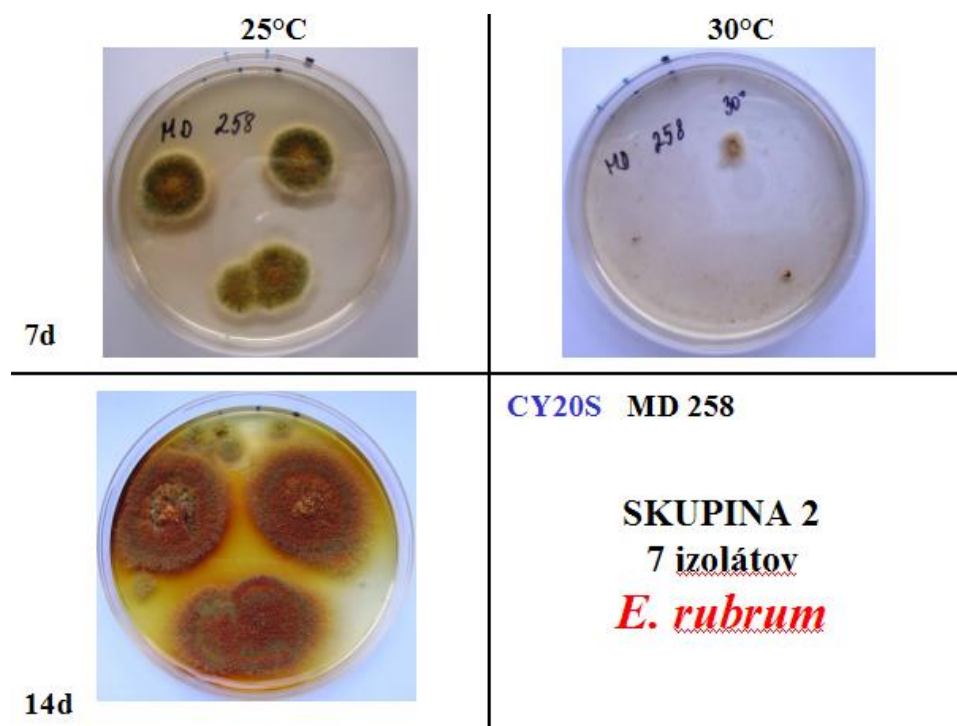 25°C
30°C
MD 258
30°
MD 258
7d
CY20S MD 258
SKUPINA 2
7 izolátov
E. rubrum
14d